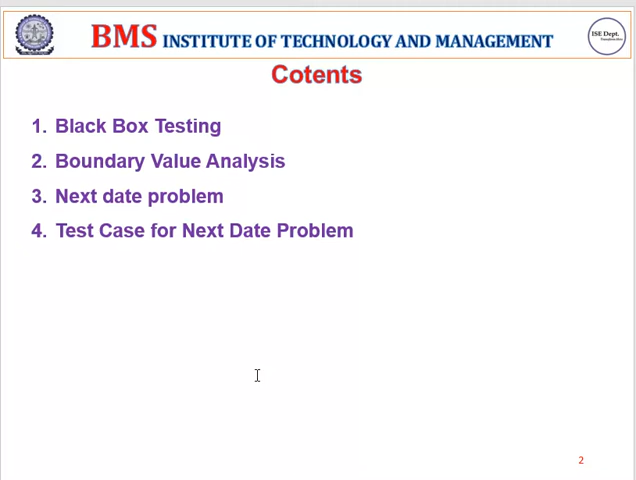 BMS INSTITUTE OF TECHNOLOGY AND MANAGEMENT
ISE Dept.
Cotents
1. Black Box Testing
2. Boundary Value Analysis
3. Next date problem
4. Test Case for Next Date Problem
2